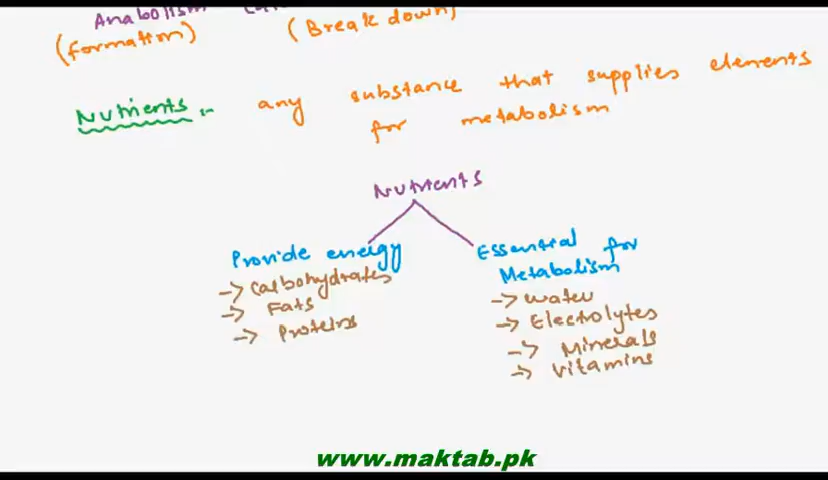 Anabolism
(formation) (Break down)
Nutrients :- any substance that supplies elements
for metabolism
Nutrients
Provide energy
-> Carbohydrates
-> Fats
-> Proteins
Essential for
Metabolism
-> water
-> Electrolytes
-> Minerals
-> vitamins
www.maktab.pk